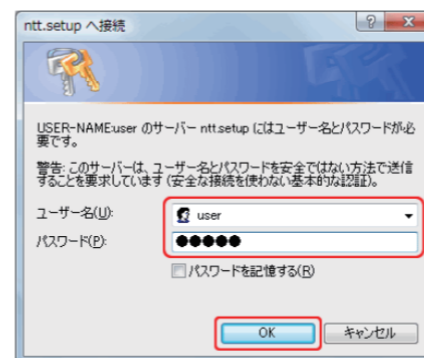 ntt.setup へ接続
USER-NAME:user のサーバー ntt.setup にはユーザー名とパスワードが必
要です。
警告: このサーバーは、ユーザー名とパスワードを安全ではない方法で送信
することを要求しています (安全な接続を使わない基本的な認証)。
ユーザー名(U): user
パスワード(P): ●●●●●
パスワードを記憶する(R)
OK キャンセル